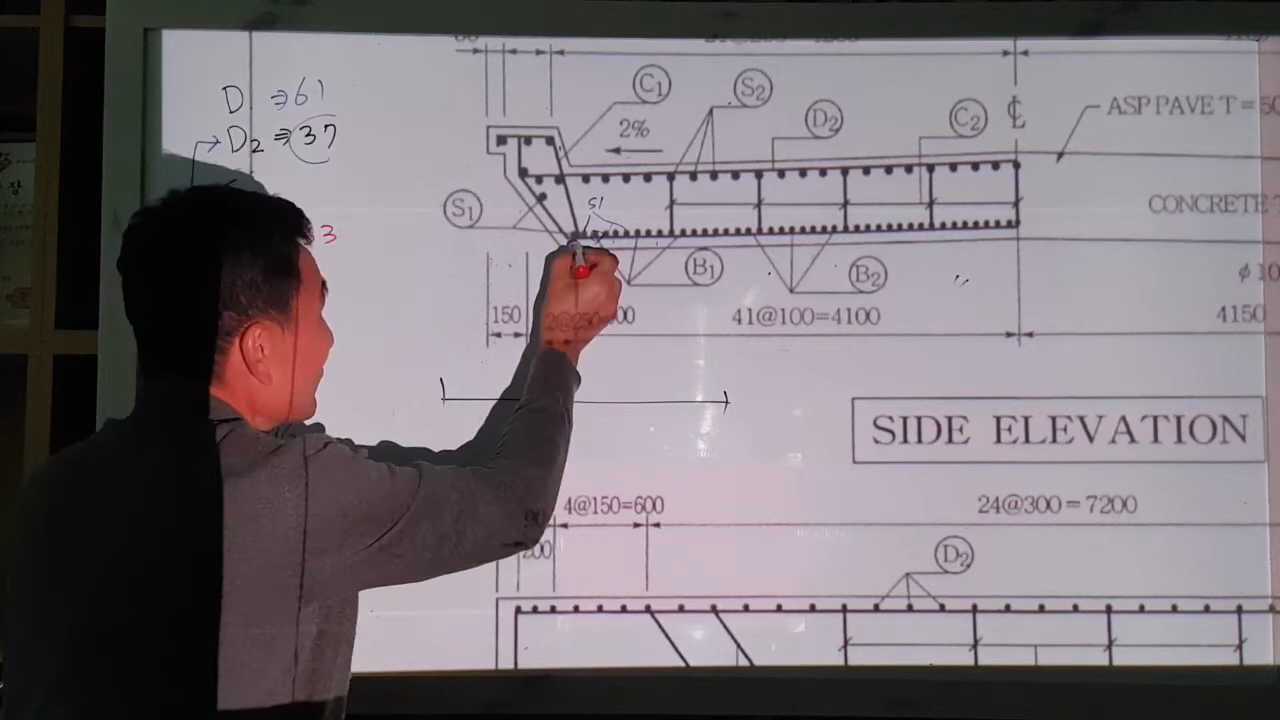 D ⇒ 61
D₂ ⇒ 37
3
C₁
S₂
D₂
C₂
2%
ASP PAVE T = 50
S₁
S1
CONCRETE
B₁
B₂
φ 10
150
41@100=4100
4150
SIDE ELEVATION
4@150=600
24@300=7200
D₂